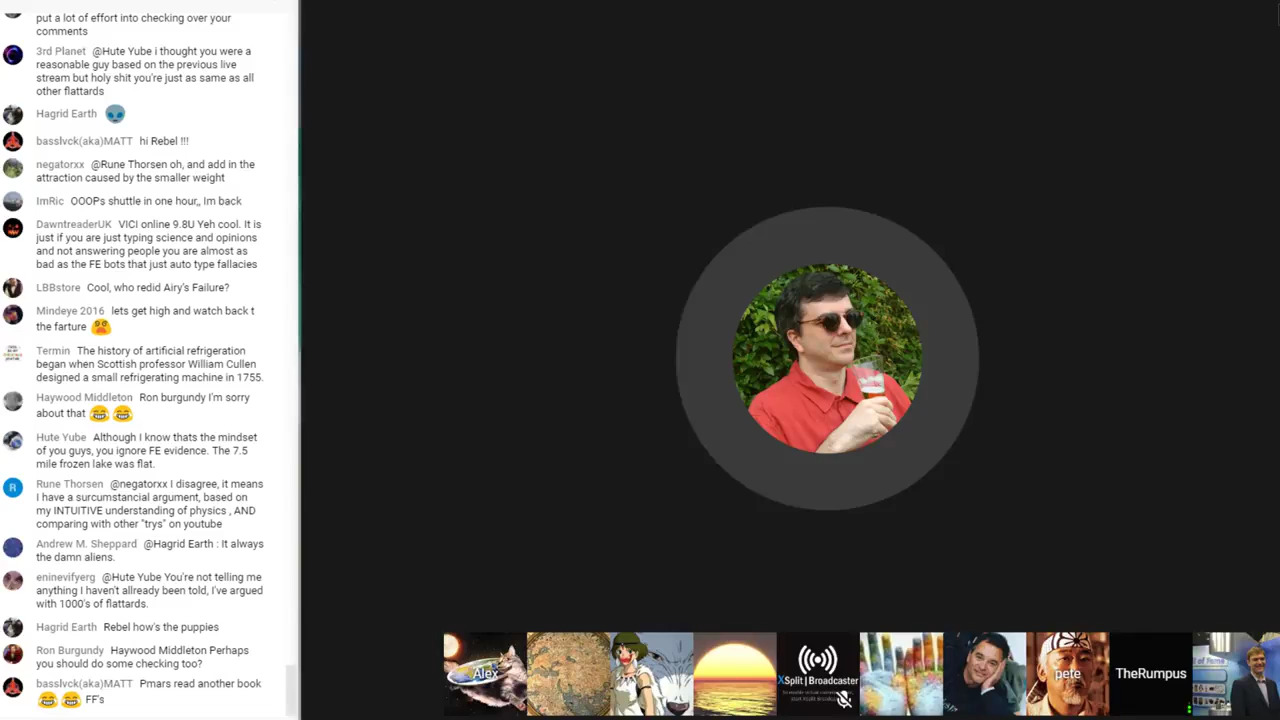 put a lot of effort into checking over your
comments
3rd Planet @Hute Yube i thought you were a
reasonable guy based on the previous live
stream but holy shit you're just as same as all
other flattards
Hagrid Earth
basslvck(aka)MATT hi Rebel !!!
negatorxx @Rune Thorsen oh, and add in the
attraction caused by the smaller weight
ImRic OOOPs shuttle in one hour,, Im back
DawntreaderUK VICI online 9.8U Yeh cool. It is
just if you are just typing science and opinions
and not answering people you are almost as
bad as the FE bots that just auto type fallacies
LBBstore Cool, who redid Airy's Failure?
Mindeye 2016 lets get high and watch back t
the farture
Termin The history of artificial refrigeration
began when Scottish professor William Cullen
designed a small refrigerating machine in 1755.
Haywood Middleton Ron burgundy I'm sorry
about that
Hute Yube Although I know thats the mindset
of you guys, you ignore FE evidence. The 7.5
mile frozen lake was flat.
R
Rune Thorsen @negatorxx I disagree, it means
I have a surcumstancial argument, based on
my INTUITIVE understanding of physics , AND
comparing with other "trys" on youtube
Andrew M. Sheppard @Hagrid Earth : It always
the damn aliens.
eninevifyerg @Hute Yube You're not telling me
anything I haven't allready been told, I've argued
with 1000's of flattards.
Hagrid Earth Rebel how's the puppies
Ron Burgundy Haywood Middleton Perhaps
you should do some checking too?
basslvck(aka)MATT Pmars read another book
FF's
Alex
XSplit | Broadcaster
pete
TheRumpus